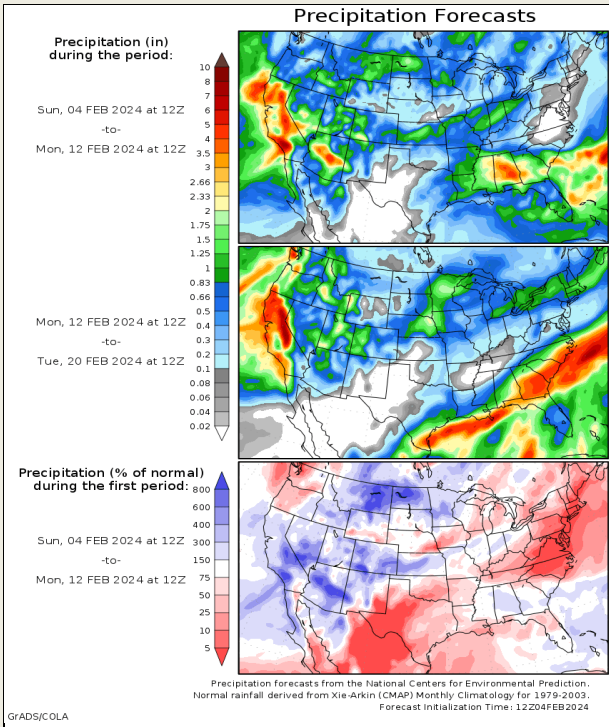 Precipitation Forecasts
Precipitation (in)
during the period:
Sun, 04 FEB 2024 at 12Z
-to-
Mon, 12 FEB 2024 at 12Z
10
8
7
6
5
4
3.5
3
2.66
2.33
2
1.75
1.5
1.25
1
0.83
0.66
0.5
0.4
0.3
0.2
0.1
0.08
0.06
0.04
0.02
Mon, 12 FEB 2024 at 12Z
-to-
Tue, 20 FEB 2024 at 12Z
Precipitation (% of normal)
during the first period:
Sun, 04 FEB 2024 at 12Z
-to-
Mon, 12 FEB 2024 at 12Z
800
600
400
300
150
75
50
25
10
5
Precipitation forecasts from the National Centers for Environmental Prediction.
Normal rainfall derived from Xie-Arkin (CMAP) Monthly Climatology for 1979-2003.
Forecast Initialization Time: 12Z04FEB2024
GrADS/COLA